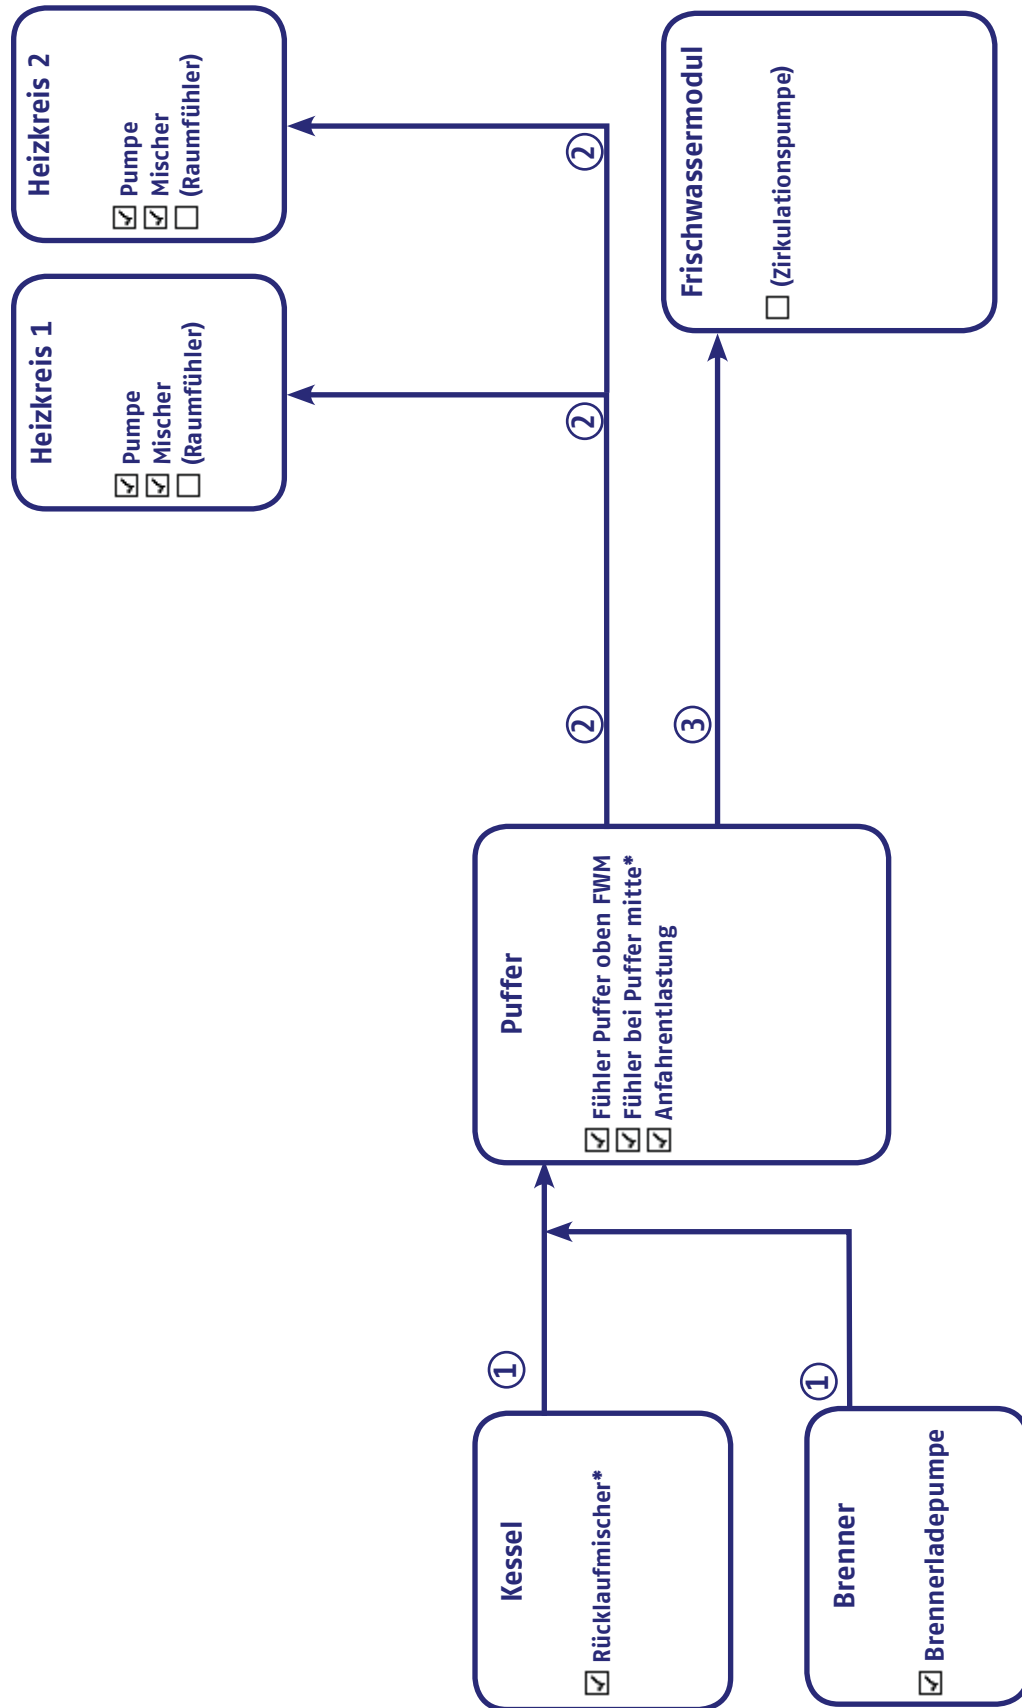 Kessel
Rücklaufmischer*
1
Brenner
Brennerladepumpe
1
Puffer
Fühler Puffer oben FWM
Fühler bei Puffer mitte*
Anfahrentlastung
2
3
2
2
Heizkreis 1
Pumpe
Mischer
(Raumfühler)
Heizkreis 2
Pumpe
Mischer
(Raumfühler)
Frischwassermodul
(Zirkulationspumpe)